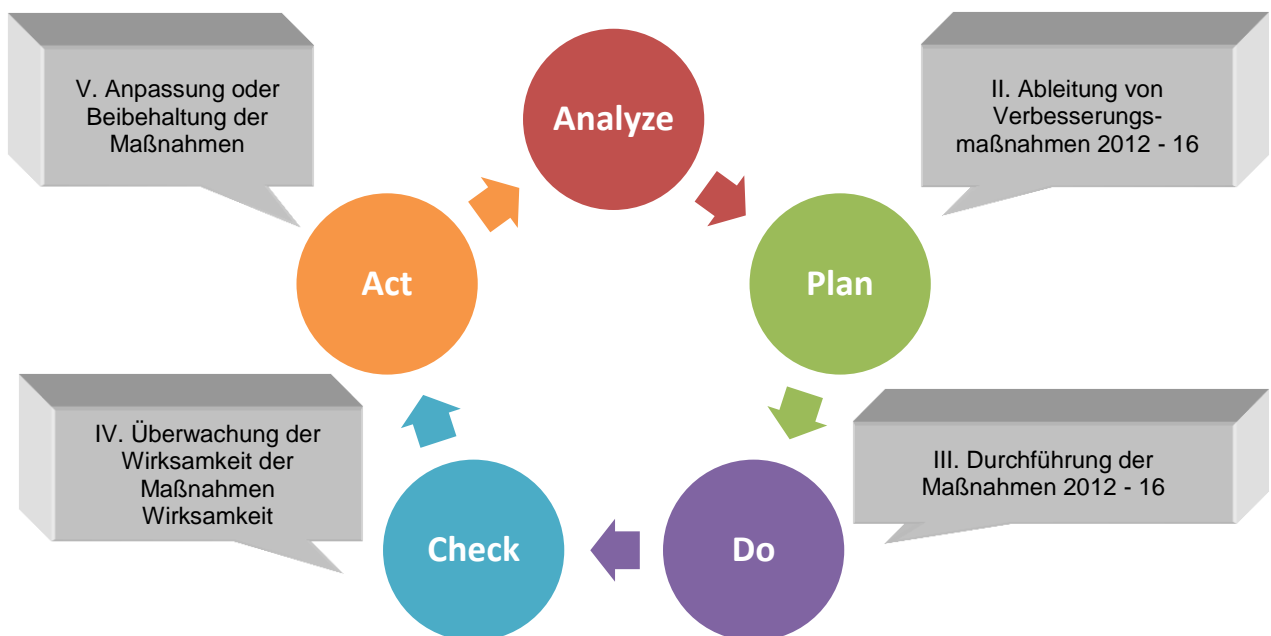 Analyze
II. Ableitung von
Verbesserungs-
maßnahmen 2012 - 16
Plan
III. Durchführung der
Maßnahmen 2012 - 16
Do
IV. Überwachung der
Wirksamkeit der
Maßnahmen
Wirksamkeit
Check
V. Anpassung oder
Beibehaltung der
Maßnahmen
Act